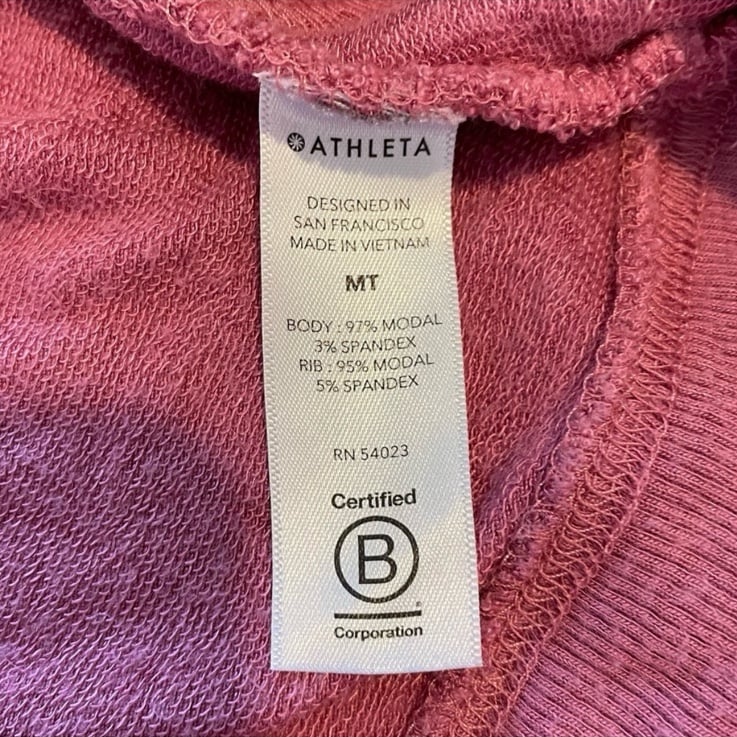 ATHLETA
DESIGNED IN
SAN FRANCISCO
MADE IN VIETNAM
MT
BODY : 97% MODAL
3% SPANDEX
RIB : 95% MODAL
5% SPANDEX
RN 54023
Certified
B
Corporation